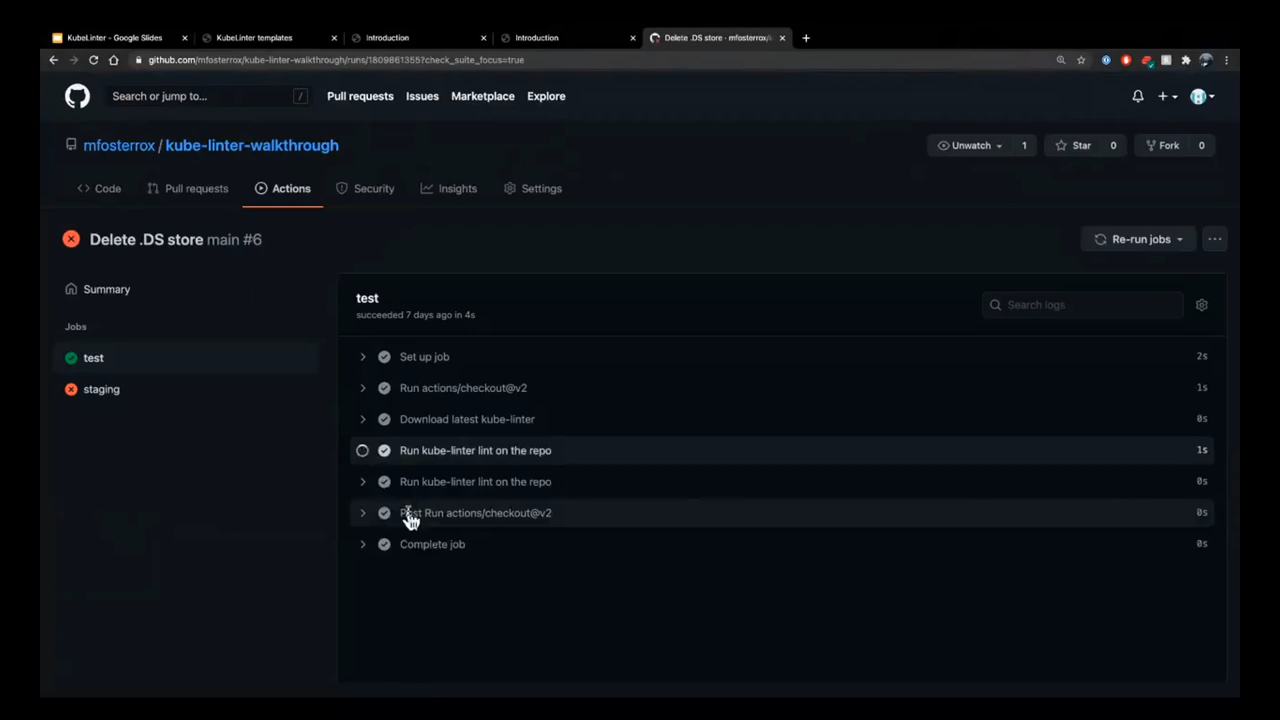 KubeLinter - Google Slides
KubeLinter templates
Introduction
Introduction
Delete .DS store · mfosterrox/k
github.com/mfosterrox/kube-linter-walkthrough/runs/1809861355?check_suite_focus=true
Search or jump to...
/
Pull requests
Issues
Marketplace
Explore
mfosterrox / kube-linter-walkthrough
Unwatch
1
Star
0
Fork
0
Code
Pull requests
Actions
Security
Insights
Settings
Delete .DS store main #6
Re-run jobs
Summary
Jobs
test
staging
test
succeeded 7 days ago in 4s
Search logs
Set up job
2s
Run actions/checkout@v2
1s
Download latest kube-linter
0s
Run kube-linter lint on the repo
1s
Run kube-linter lint on the repo
0s
Post Run actions/checkout@v2
0s
Complete job
0s